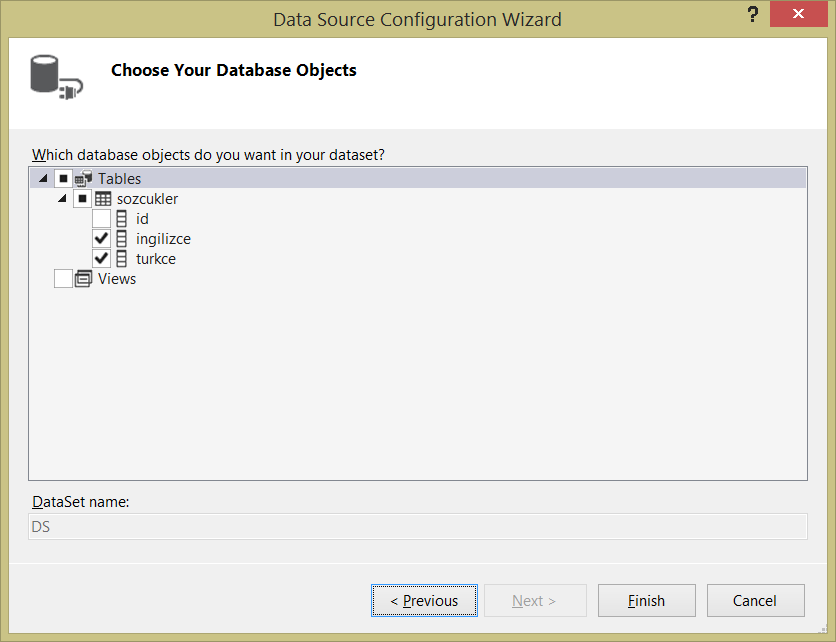 Data Source Configuration Wizard
?
Choose Your Database Objects
Which database objects do you want in your dataset?
Tables
sozcukler
id
ingilizce
turkce
Views
DataSet name:
DS
< Previous
Next >
Finish
Cancel